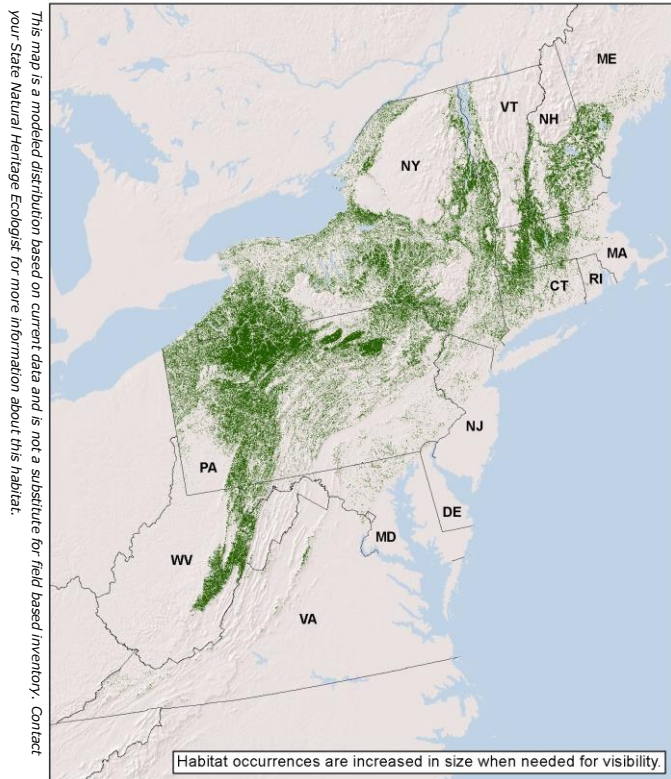 This map is a modeled distribution based on current data and is not a substitute for field based inventory. Contact
your State Natural Heritage Ecologist for more information about this habitat.
ME
VT
NH
NY
MA
CT
RI
PA
NJ
DE
MD
WV
VA
Habitat occurrences are increased in size when needed for visibility.